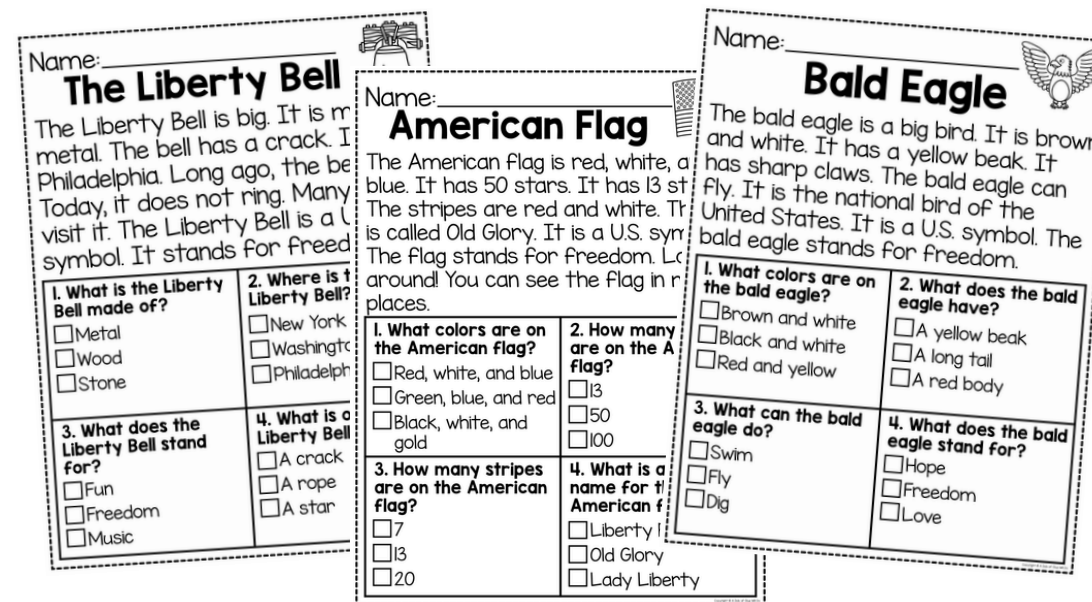 Name:
The Liberty Bell
The Liberty Bell is big. It is
metal. The bell has a crack.
Philadelphia. Long ago, the
Today, it does not ring. Many
visit it. The Liberty Bell is a
symbol. It stands for
1. What is the Liberty
Bell made of?
Metal
Wood
Stone
2. Where is
Liberty Bell?
New York
3. What does the
Liberty Bell stand
for?
Fun
Freedom
Music
4. What is
Liberty Bell
A crack
A rope
A star
Name:
American Flag
The American flag is red, white,
blue. It has 50 stars. It has 13
The stripes are red and white.
is called Old Glory. It is a U.S.
The flag stands for freedom.
around! You can see the flag in
places.
1. What colors are on
the American flag?
Red, white, and blue
Green, blue, and red
Black, white, and
gold
2. How many
are on the
flag?
13
50
100
3. How many stripes
are on the American
flag?
7
13
20
4. What is a
name for
American
Liberty
Old Glory
Lady Liberty
Name:
Bald Eagle
The bald eagle is a big bird. It is brown
and white. It has a yellow beak. It
has sharp claws. The bald eagle can
fly. It is the national bird of the
United States. It is a U.S. symbol. The
bald eagle stands for freedom.
1. What colors are on
the bald eagle?
Brown and white
Black and white
Red and yellow
2. What does the bald
eagle have?
A yellow beak
A long tail
A red body
3. What can the bald
eagle do?
Swim
Fly
Dig
4. What does the bald
eagle stand for?
Hope
Freedom
Love